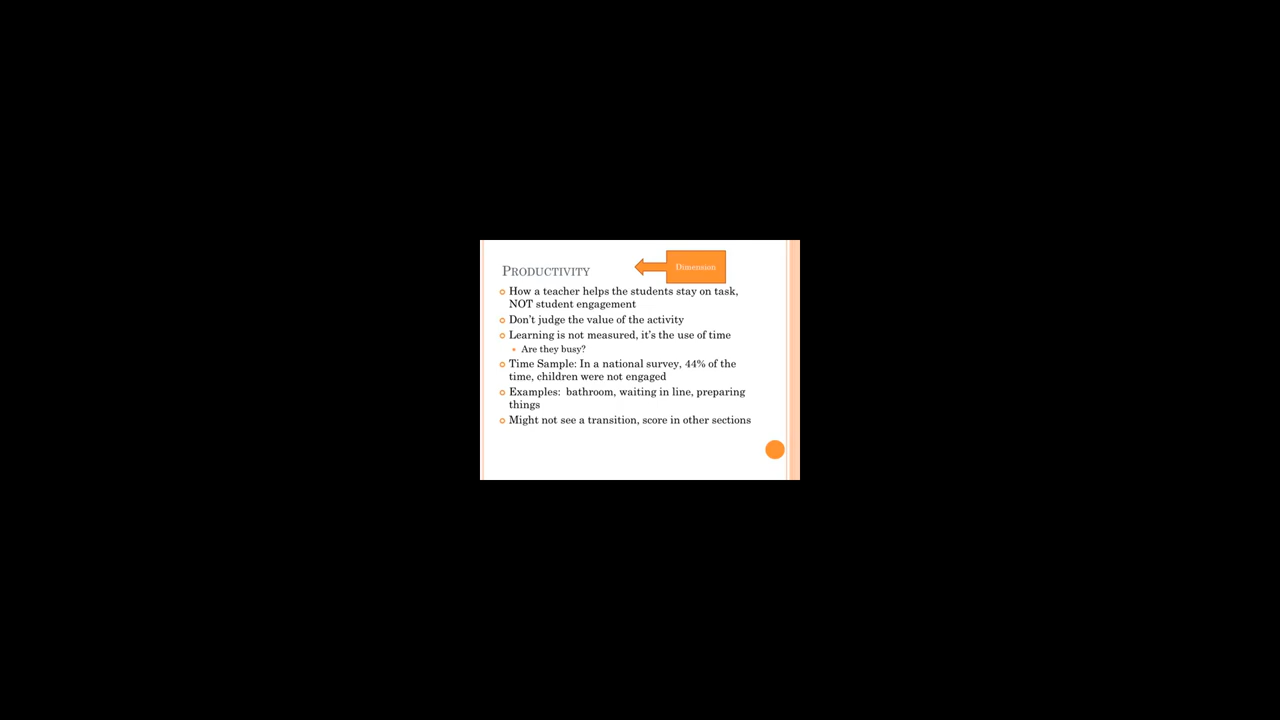 PRODUCTIVITY
Dimension
How a teacher helps the students stay on task,
NOT student engagement
Don't judge the value of the activity
Learning is not measured, it's the use of time
Are they busy?
Time Sample: In a national survey, 44% of the
time, children were not engaged
Examples:  bathroom, waiting in line, preparing
things
Might not see a transition, score in other sections